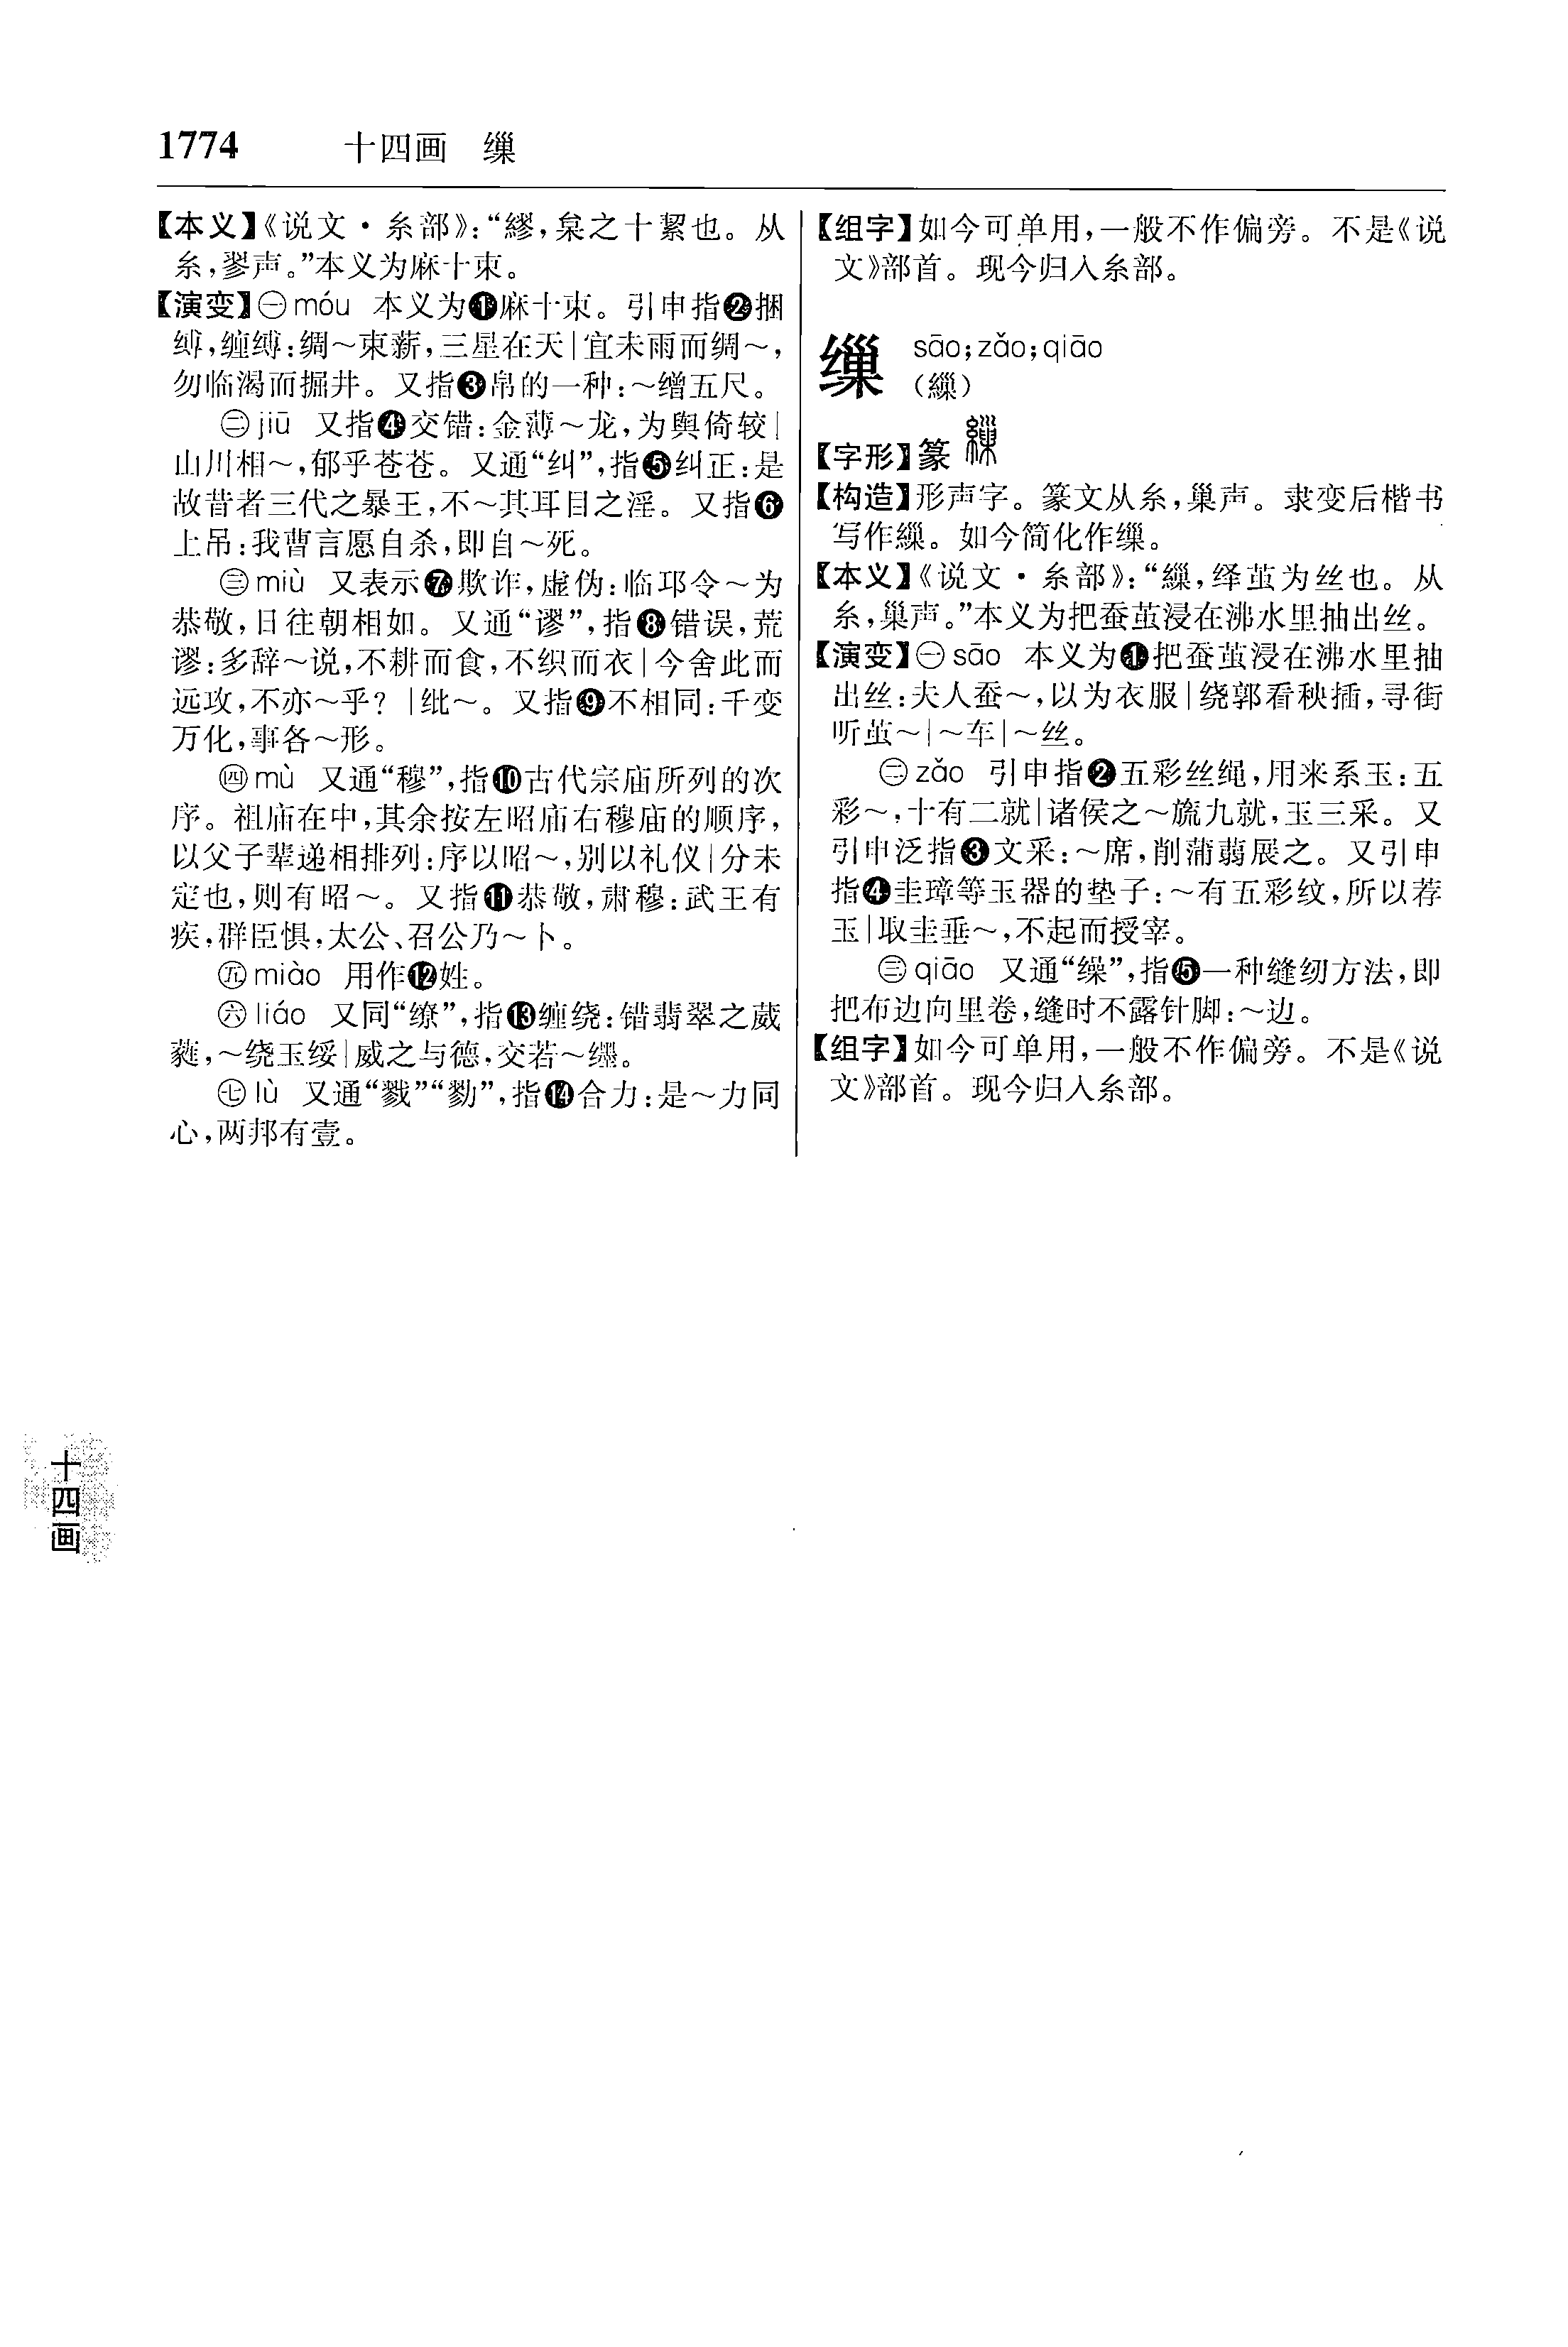 1774 十四画 缫
【本义】《说文·糸部》：“繆，枲之十絜也。从
糸，翏声。”本义为麻十束。
【演变】㊀móu 本义为❶麻十束。引申指❷捆
缚，缠缚：绸～束薪，三星在天|宜未雨而绸～，
勿临渴而掘井。又指❸帛的一种：～缯五尺。
㊁jiū 又指❹交错：金薄～龙，为舆倚较|
山川相～，郁乎苍苍。又通“纠”，指❺纠正：是
故昔者三代之暴王，不～其耳目之淫。又指❻
上吊：我曹言愿自杀，即自～死。
㊂miù 又表示❼欺诈，虚伪：临邛令～为
恭敬，日往朝相如。又通“谬”，指❽错误，荒
谬：多辞～说，不耕而食，不织而衣|今舍此而
远攻，不亦～乎？|纰～。又指❾不相同：千变
万化，事各～形。
㊃mù 又通“穆”，指❿古代宗庙所列的次
序。祖庙在中，其余按左昭庙右穆庙的顺序，
以父子辈递相排列：序以昭～，别以礼仪|分未
定也，则有昭～。又指⓫恭敬，肃穆：武王有
疾，群臣惧，太公、召公乃～卜。
㊄miào 用作⓬姓。
㊅liáo 又同“缭”，指⓭缠绕：错翡翠之葳
蕤，～绕玉绥|威之与德，交若～缠。
㊆lù 又通“戮”“勠”，指⓮合力：是～力同
心，两邦有壹。
【组字】如今可单用，一般不作偏旁。不是《说
文》部首。现今归入糸部。
缫 sāo；zǎo；qiāo
（繅）
【字形】篆
【构造】形声字。篆文从糸，巢声。隶变后楷书
写作繅。如今简化作缫。
【本义】《说文·糸部》：“繅，绎茧为丝也。从
糸，巢声。”本义为把蚕茧浸在沸水里抽出丝。
【演变】㊀sāo 本义为❶把蚕茧浸在沸水里抽
出丝：夫人蚕～，以为衣服|绕郭看秧插，寻街
听茧～|～车|～丝。
㊁zǎo 引申指❷五彩丝绳，用来系玉：五
彩～，十有二就|诸侯之～旒九就，玉三采。又
引申泛指❸文采：～席，削蒲蒻展之。又引申
指❹圭璋等玉器的垫子：～有五彩纹，所以荐
玉|取圭垂～，不起而授宰。
㊂qiāo 又通“缲”，指❺一种缝纫方法，即
把布边向里卷，缝时不露针脚：～边。
【组字】如今可单用，一般不作偏旁。不是《说
文》部首。现今归入糸部。
十四画